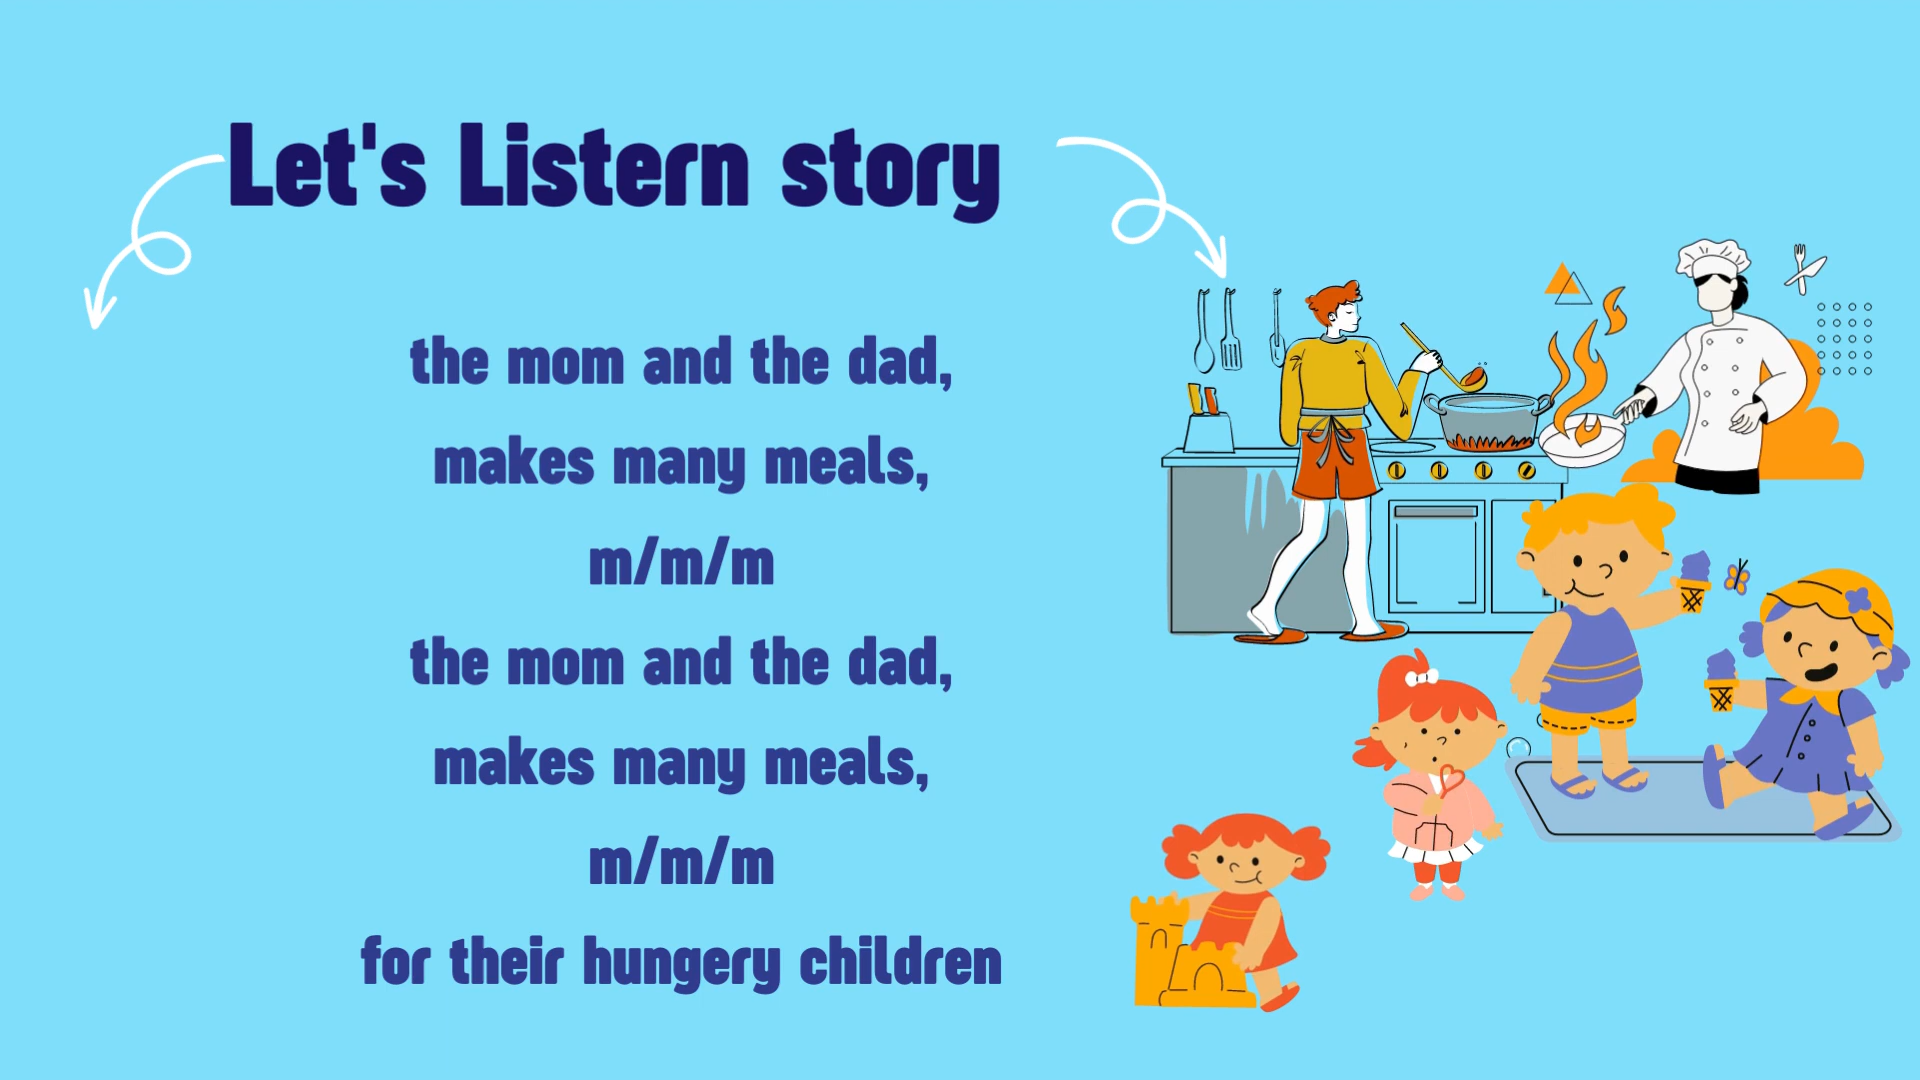 Let's Listern story
the mom and the dad,
makes many meals,
m/m/m
the mom and the dad,
makes many meals,
m/m/m
for their hungery children